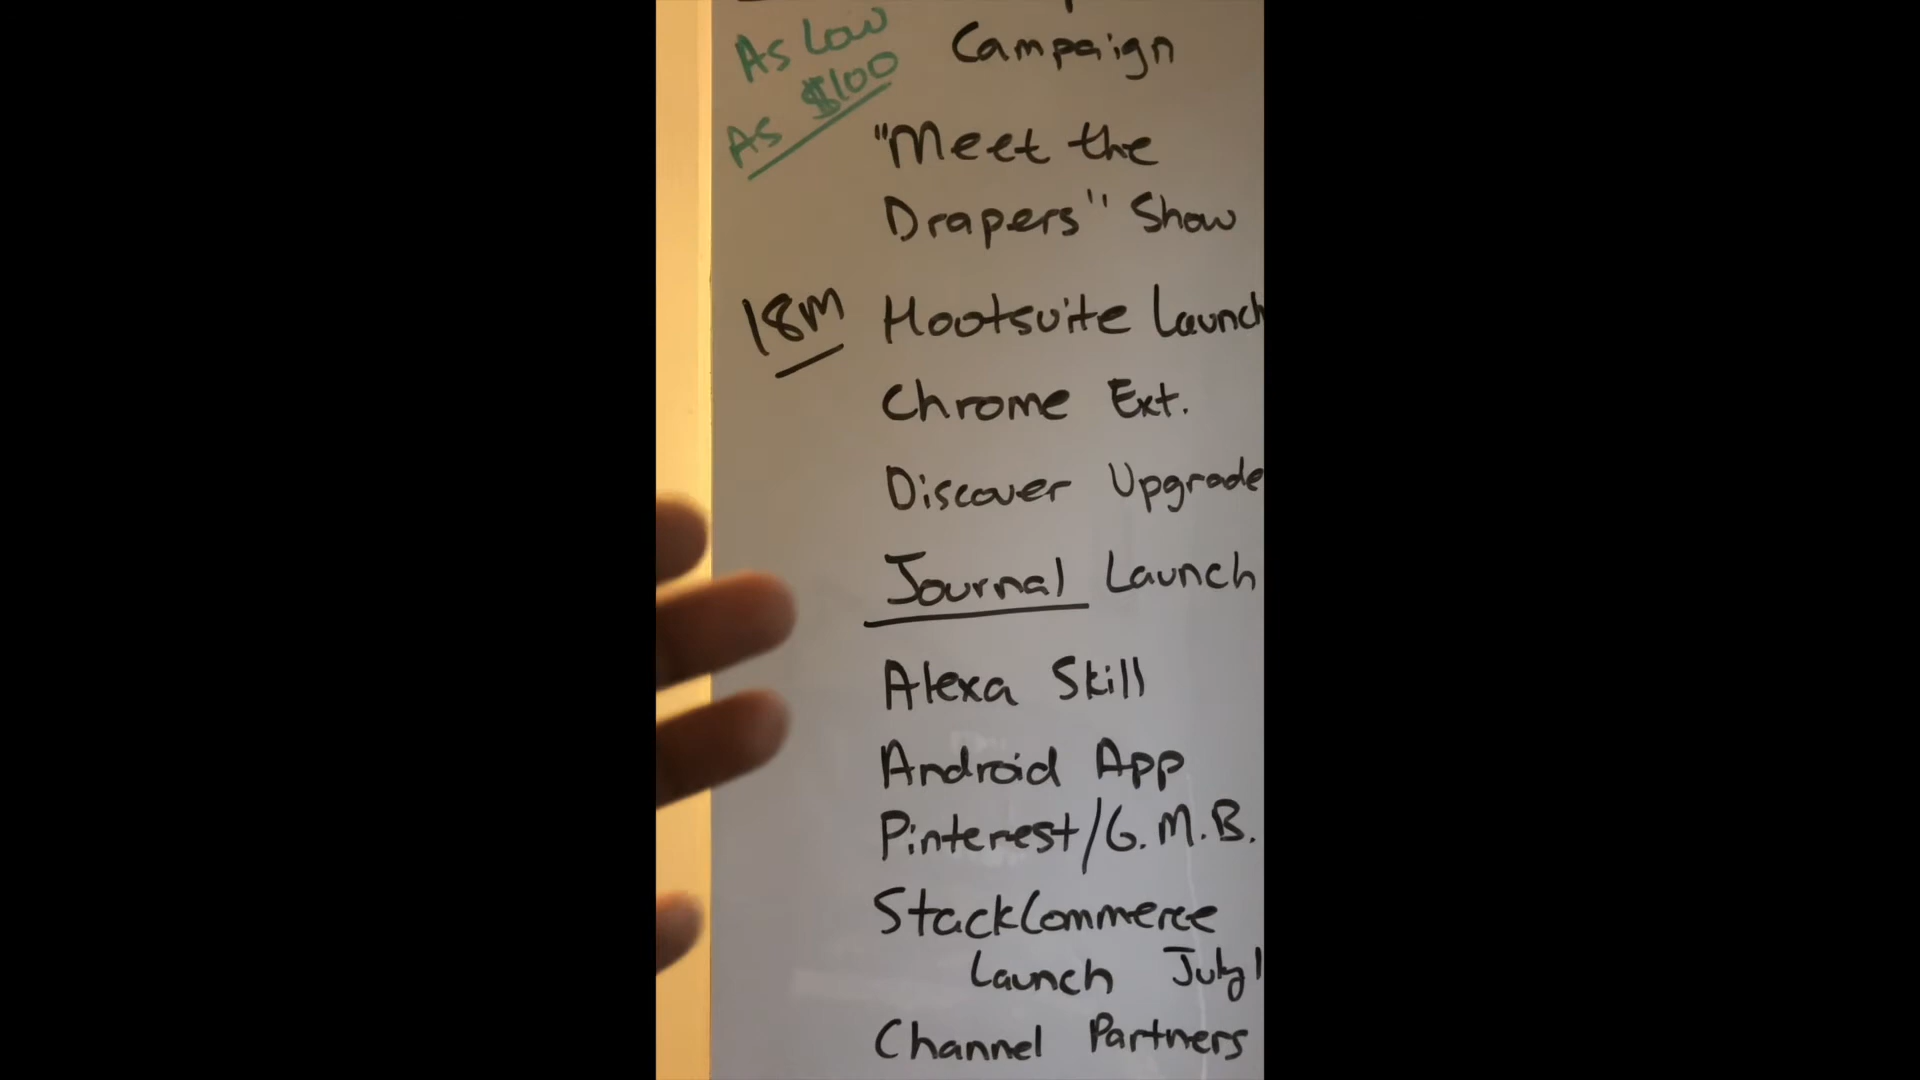 As Low
As $100
Campaign
"Meet the
Drapers" Show
18m Hootsuite Launch
Chrome Ext.
Discover Upgrade
Journal Launch
Alexa Skill
Android App
Pinterest/G.M.B.
StackCommerce
Launch July 1
Channel Partners